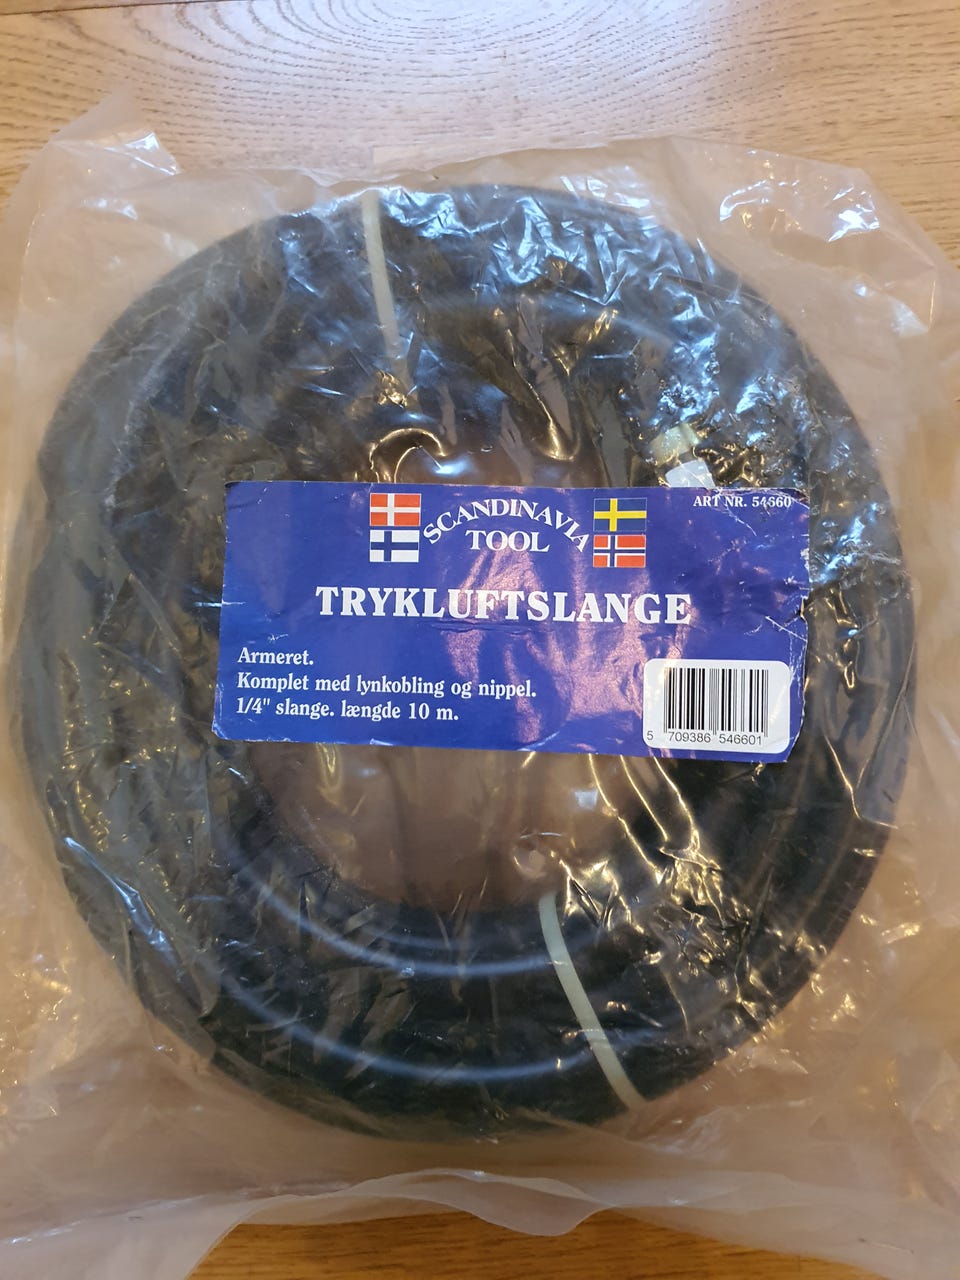 SCANDINAVIA
TOOL
ART NR. 54660
TRYKLUFTSLANGE
Armeret.
Komplet med lynkobling og nippel.
1/4" slange. længde 10 m.
5 709386 546601